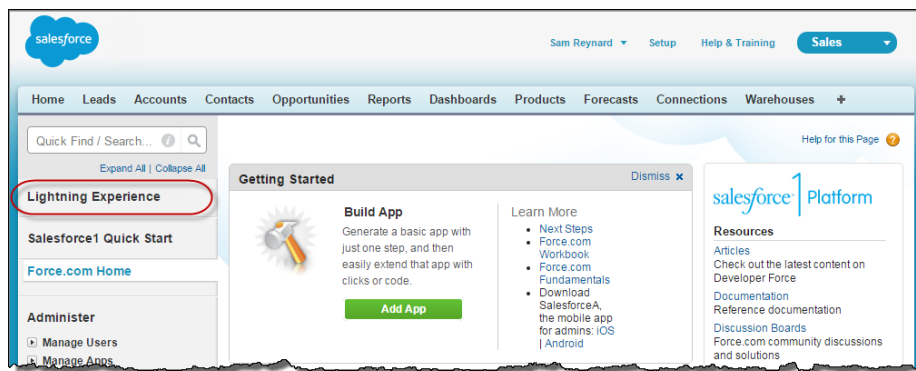 salesforce
Sam Reynard
Setup
Help & Training
Sales
Home Leads Accounts Contacts Opportunities Reports Dashboards Products Forecasts Connections Warehouses +
Quick Find / Search...
Expand All | Collapse All
Lightning Experience
Salesforce1 Quick Start
Force.com Home
Administer
Manage Users
Manage Apps
Help for this Page ?
Getting Started
Dismiss x
Build App
Generate a basic app with
just one step, and then
easily extend that app with
clicks or code.
Add App
Learn More
• Next Steps
• Force.com
Workbook
• Force.com
Fundamentals
• Download
SalesforceA,
the mobile app
for admins: iOS
| Android
salesforce1 Platform
Resources
Articles
Check out the latest content on
Developer Force
Documentation
Reference documentation
Discussion Boards
Force.com community discussions
and solutions